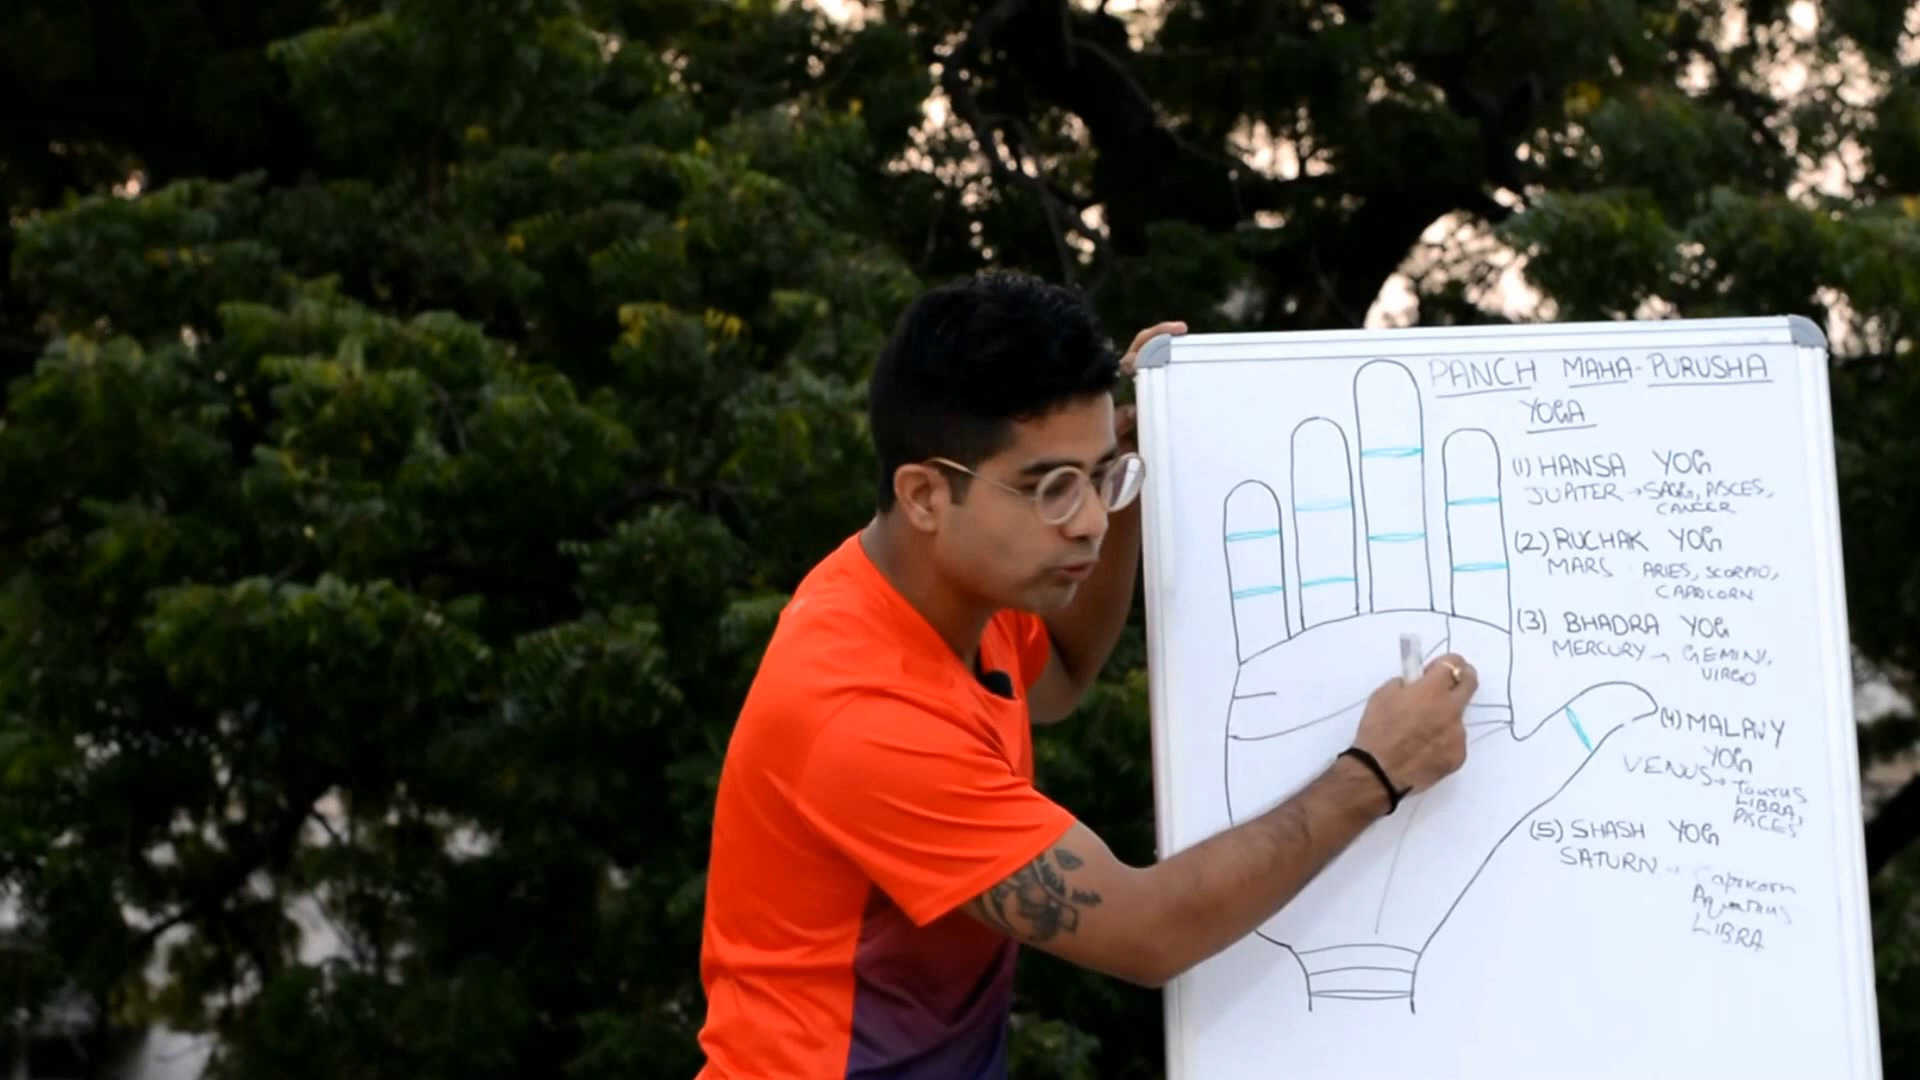 PANCH MAHA-PURUSHA
YOGA
(1) HANSA YOG
JUPITER → SAGG, PISCES,
CANCER
(2) RUCHAK YOG
MARS ARIES, SCORPIO,
CAPRICORN
(3) BHADRA YOG
MERCURY → GEMINI,
VIRGO
(4) MALAVY
YOG
VENUS → Taurus
LIBRA,
PISCES
(5) SHASH YOG
SATURN → Capricorn
Aquarius
LIBRA